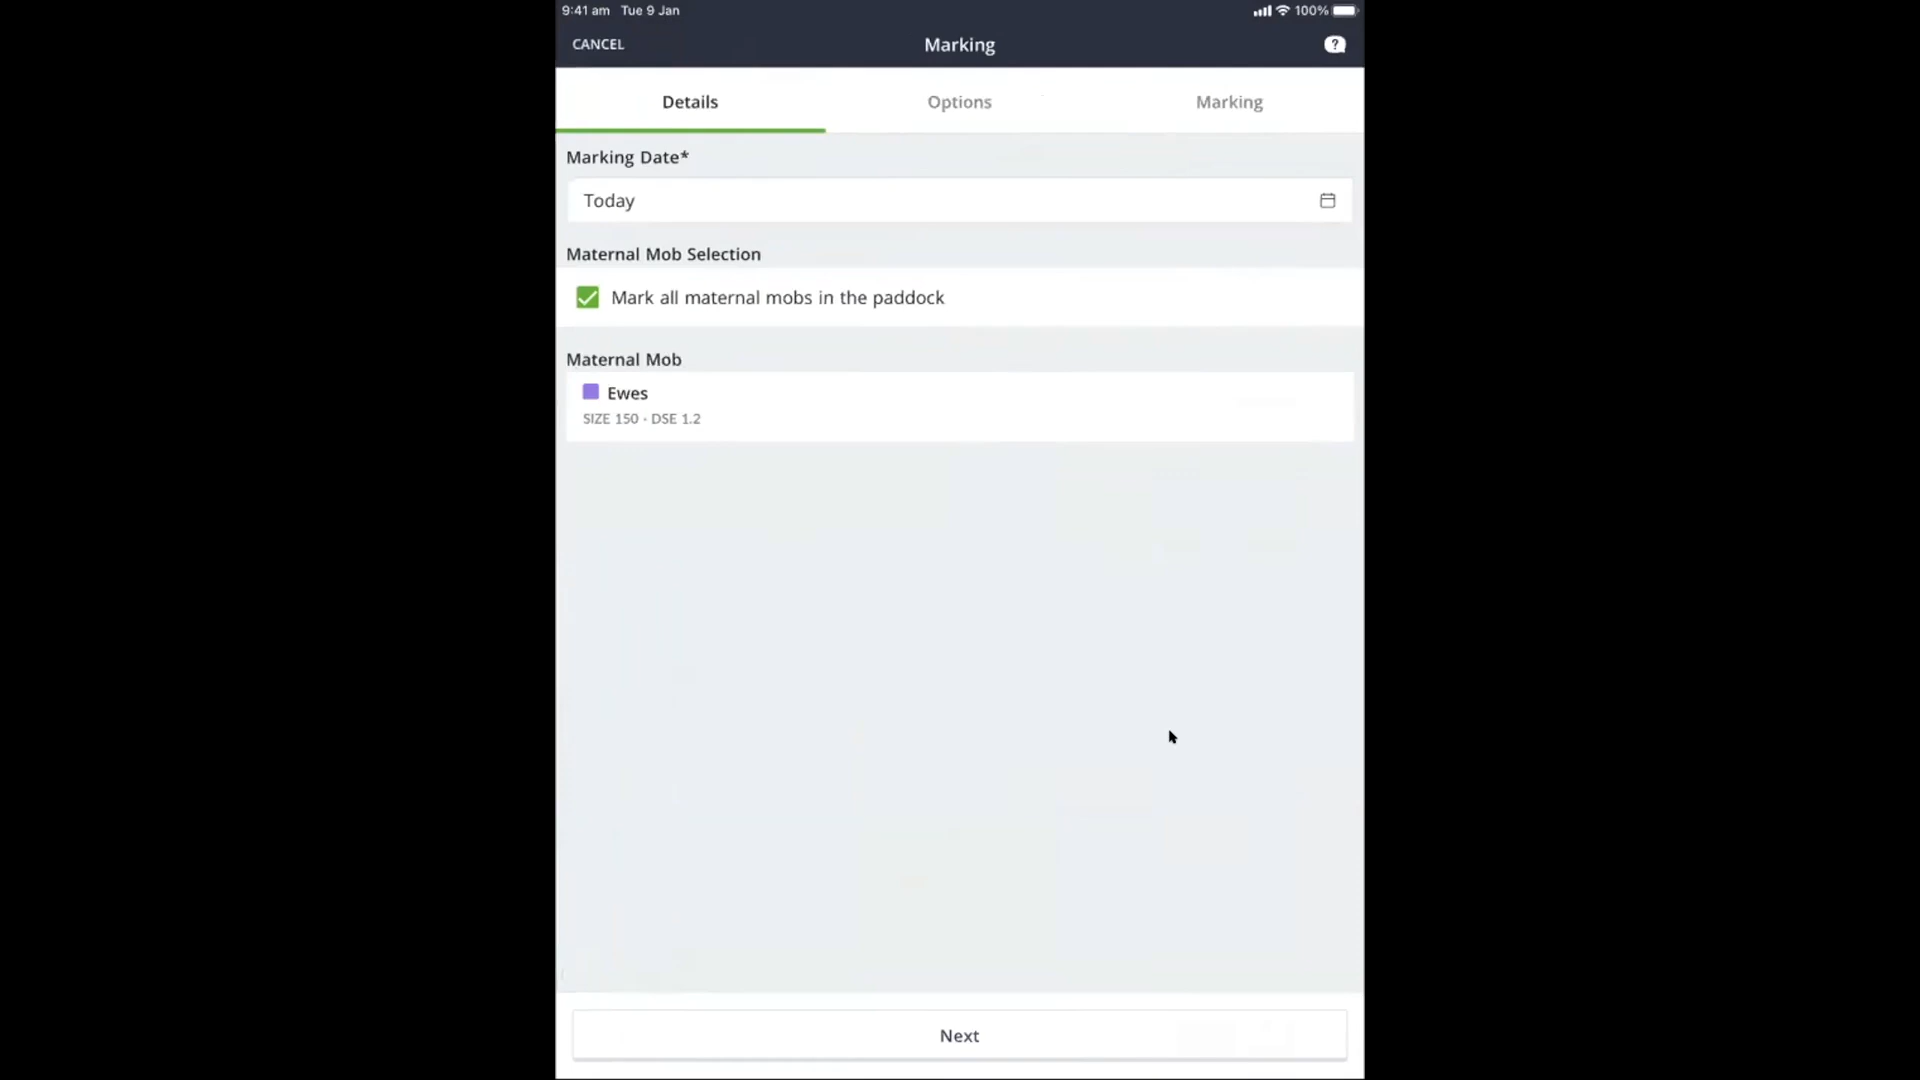 9:41 am Tue 9 Jan 100%
CANCEL Marking ?
Details Options Marking
Marking Date*
Today
Maternal Mob Selection
Mark all maternal mobs in the paddock
Maternal Mob
Ewes
SIZE 150 · DSE 1.2
Next